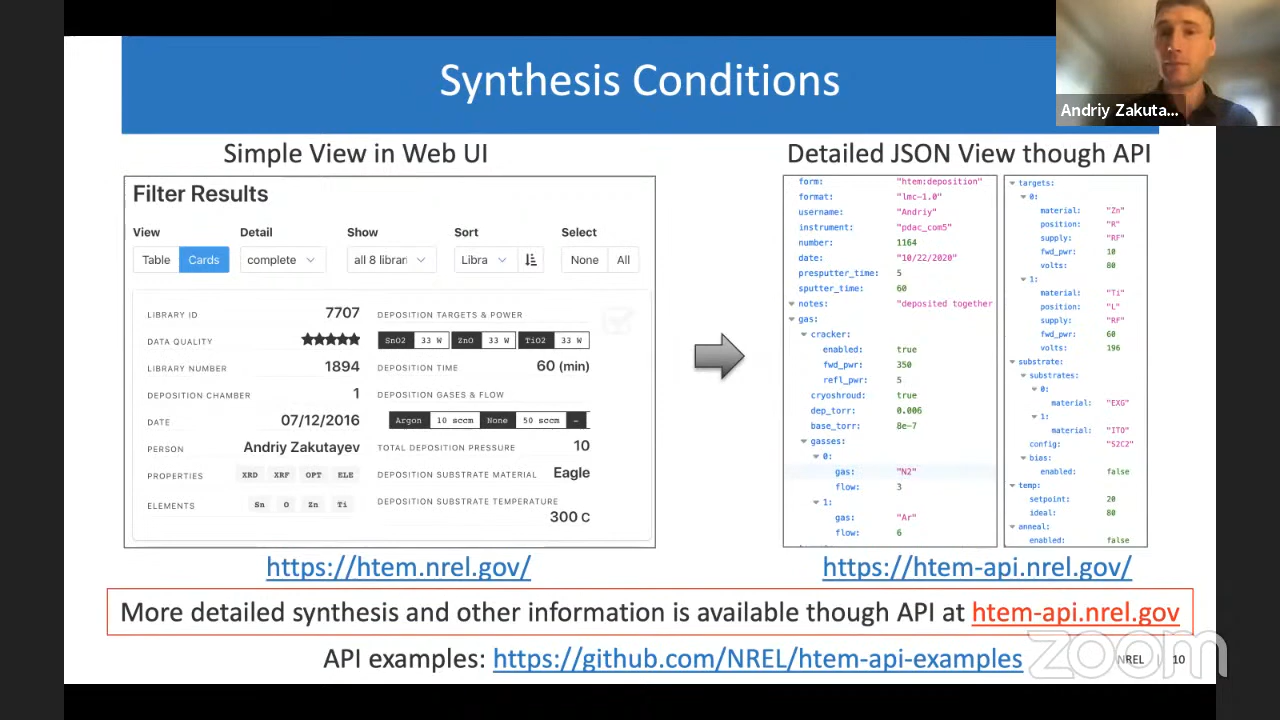 Synthesis Conditions
Andriy Zakuta...
Simple View in Web UI
Detailed JSON View though API
Filter Results
View Detail Show Sort Select
Table Cards complete all 8 librar Libra None All
LIBRARY ID 7707
DATA QUALITY
LIBRARY NUMBER 1894
DEPOSITION CHAMBER 1
DATE 07/12/2016
PERSON Andriy Zakutayev
PROPERTIES XRD XRF OPT ELE
ELEMENTS Sn O Zn Ti
DEPOSITION TARGETS & POWER
SnO2 33 W ZnO 33 W TiO2 33 W
DEPOSITION TIME 60 (min)
DEPOSITION GASES & FLOW
Argon 10 sccm None 50 sccm –
TOTAL DEPOSITION PRESSURE 10
DEPOSITION SUBSTRATE MATERIAL Eagle
DEPOSITION SUBSTRATE TEMPERATURE
300 C
form: "htem:deposition"
format: "lmc-1.0"
username: "Andriy"
instrument: "pdac_com5"
number: 1164
date: "10/22/2020"
presputter_time: 5
sputter_time: 60
notes: "deposited together
gas:
cracker:
enabled: true
fwd_pwr: 350
refl_pwr: 5
cryoshroud: true
dep_torr: 0.006
base_torr: 8e-7
gasses:
0:
gas: "N2"
flow: 3
1:
gas: "Ar"
flow: 6
targets:
0:
material: "Zn"
position: "R"
supply: "RF"
fwd_pwr: 10
volts: 80
1:
material: "Ti"
position: "L"
supply: "RF"
fwd_pwr: 60
volts: 196
substrate:
substrates:
0:
material: "EXG"
1:
material: "ITO"
config: "S2C2"
bias:
enabled: false
temp:
setpoint: 20
ideal: 80
anneal:
enabled: false
https://htem.nrel.gov/
https://htem-api.nrel.gov/
More detailed synthesis and other information is available though API at htem-api.nrel.gov
API examples: https://github.com/NREL/htem-api-examples
NREL | 10
zoom